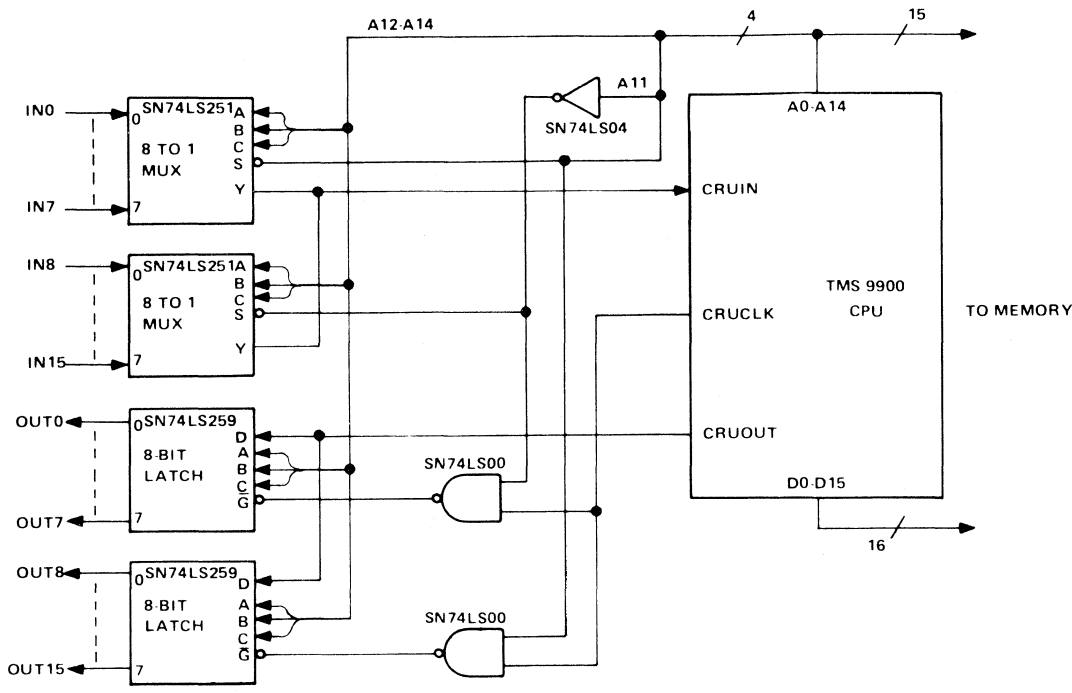 A12-A14
4
15
A11
SN74LS04
IN0
IN7
SN74LS251
0
8 TO 1
MUX
7
A
B
C
S
Y
IN8
IN15
SN74LS251
0
8 TO 1
MUX
7
A
B
C
S
Y
OUT0
OUT7
SN74LS259
0
8-BIT
LATCH
7
D
A
B
C
G̅
SN74LS00
OUT8
OUT15
SN74LS259
0
8-BIT
LATCH
7
D
A
B
C
G̅
SN74LS00
A0-A14
CRUIN
TMS 9900
CPU
CRUCLK
CRUOUT
D0-D15
TO MEMORY
16